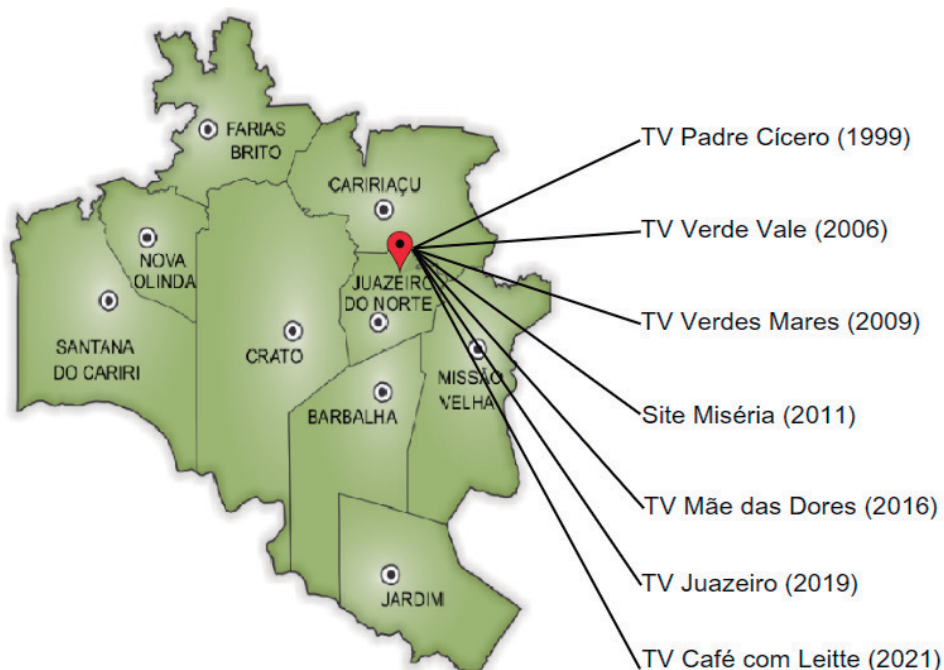 FARIAS
BRITO
CARIRIAÇU
NOVA
OLINDA
JUAZEIRO
DO NORTE
SANTANA
DO CARIRI
CRATO
MISSÃO
VELHA
BARBALHA
JARDIM
TV Padre Cícero (1999)
TV Verde Vale (2006)
TV Verdes Mares (2009)
Site Miséria (2011)
TV Mãe das Dores (2016)
TV Juazeiro (2019)
TV Café com Leitte (2021)